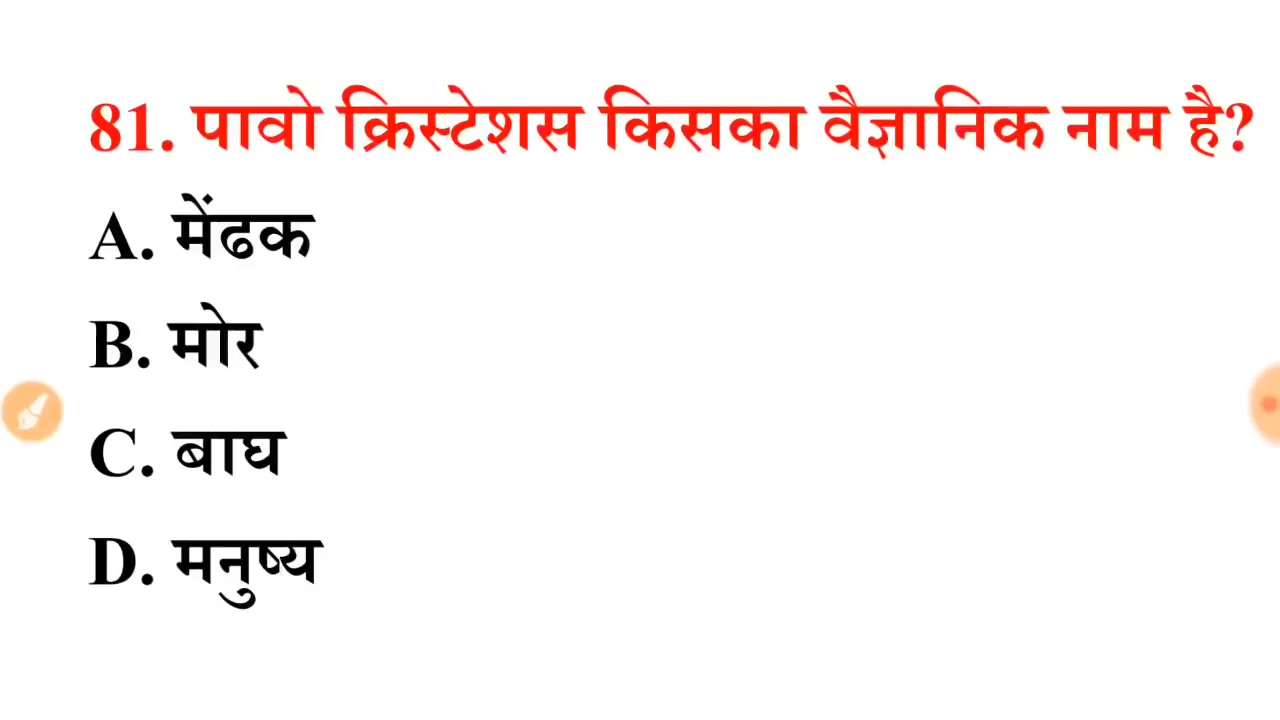 81. पावो क्रिस्टेशस किसका वैज्ञानिक नाम है?
A. मेंढक
B. मोर
C. बाघ
D. मनुष्य